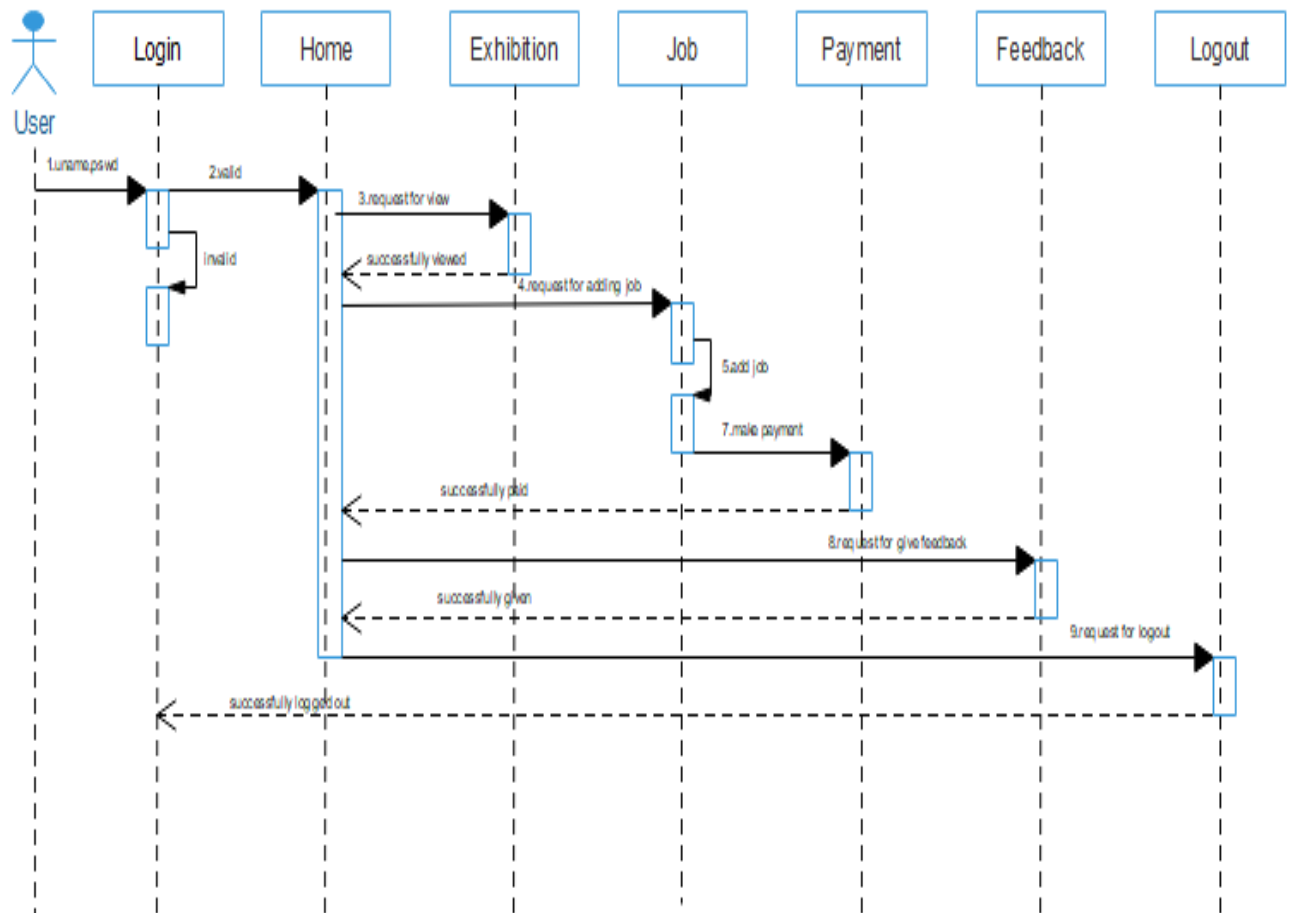 Login
Home
Exhibition
Job
Payment
Feedback
Logout
User
1.uname,pswd
2.valid
3.request for view
invalid
successfully viewed
4.request for adding job
5.add job
7.make payment
successfully paid
8.request for give feedback
successfully given
9.request for logout
successfully logged out